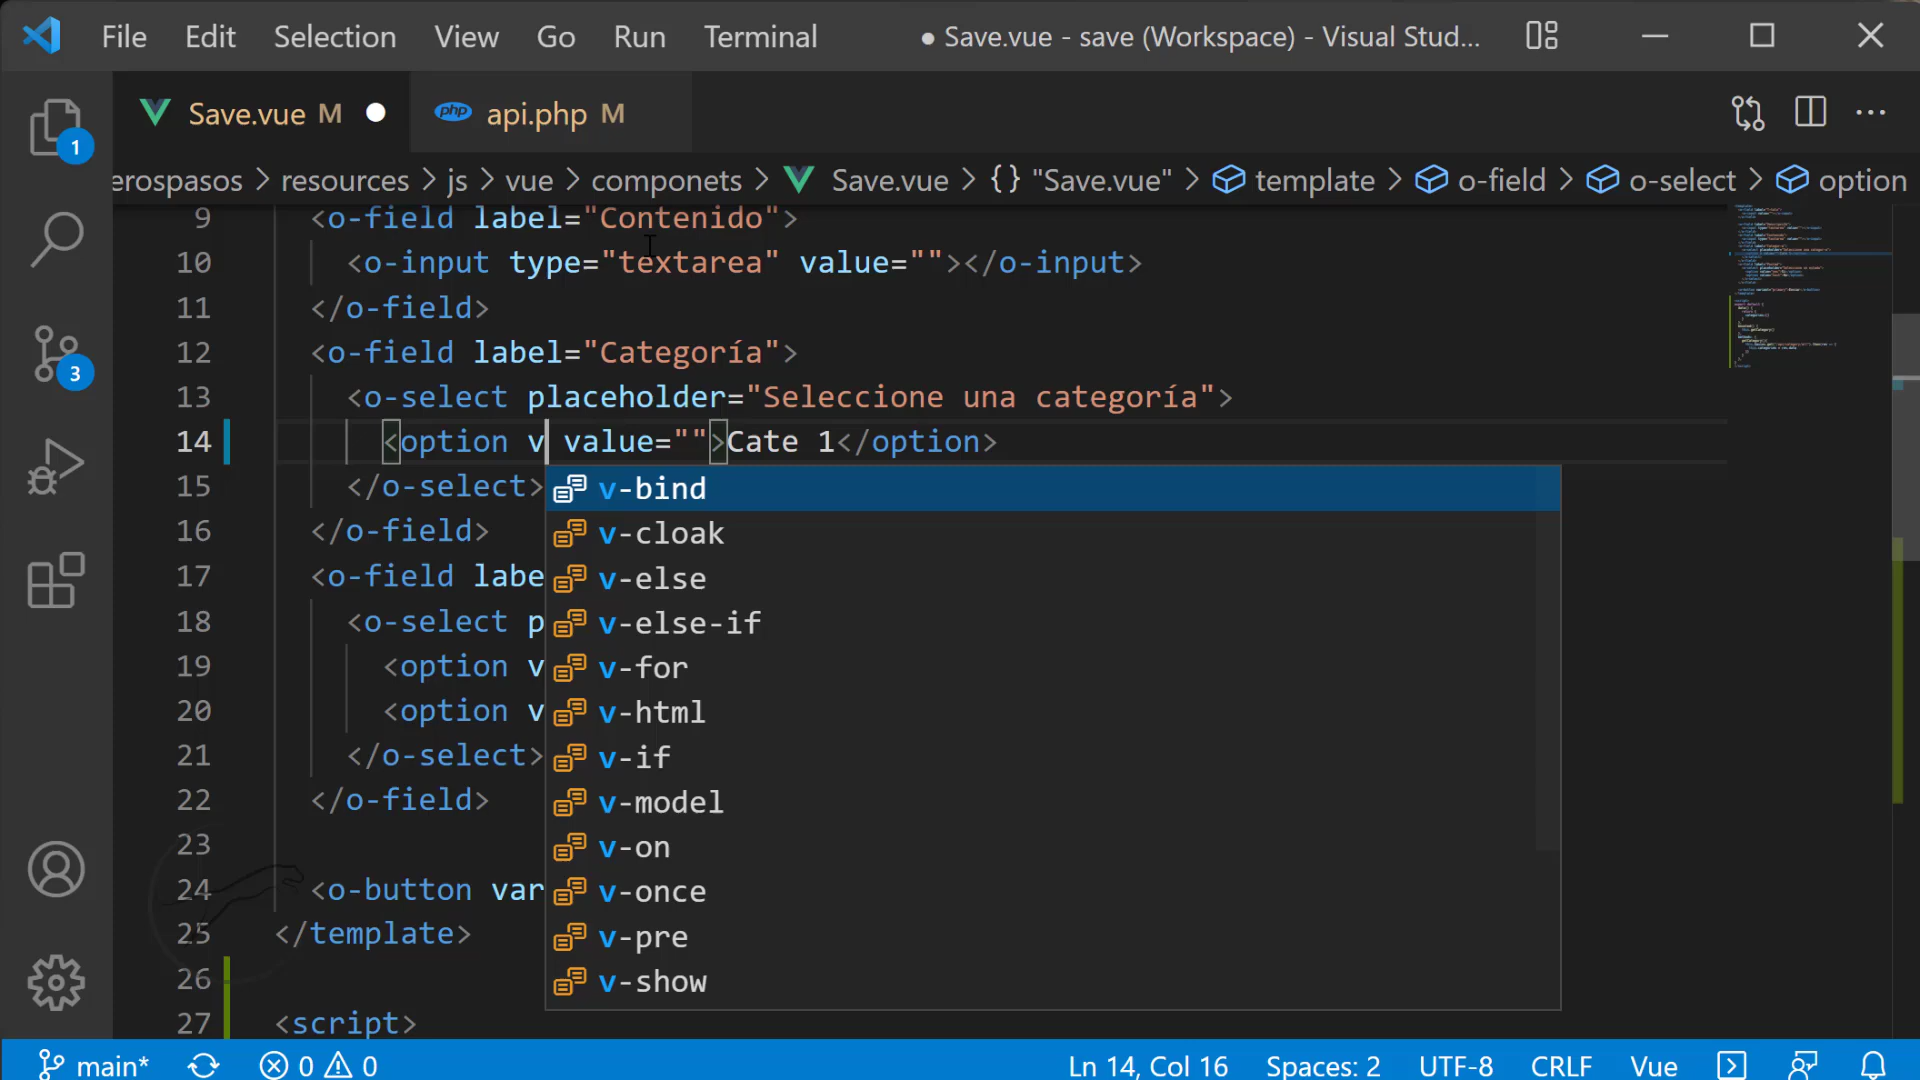 File Edit Selection View Go Run Terminal ● Save.vue - save (Workspace) - Visual Stud...
Save.vue M ● php api.php M
erospasos > resources > js > vue > componets > Save.vue > {} "Save.vue" > template > o-field > o-select > option
9 <o-field label="Contenido">
10 <o-input type="textarea" value=""></o-input>
11 </o-field>
12 <o-field label="Categoría">
13 <o-select placeholder="Seleccione una categoría">
14 <option v value="">Cate 1</option>
15 </o-select>
16 </o-field>
17 <o-field labe
18 <o-select p
19 <option v
20 <option v
21 </o-select>
22 </o-field>
23
24 <o-button var
25 </template>
26
27 <script>
v-bind
v-cloak
v-else
v-else-if
v-for
v-html
v-if
v-model
v-on
v-once
v-pre
v-show
1
3
main* 0 0 Ln 14, Col 16 Spaces: 2 UTF-8 CRLF Vue